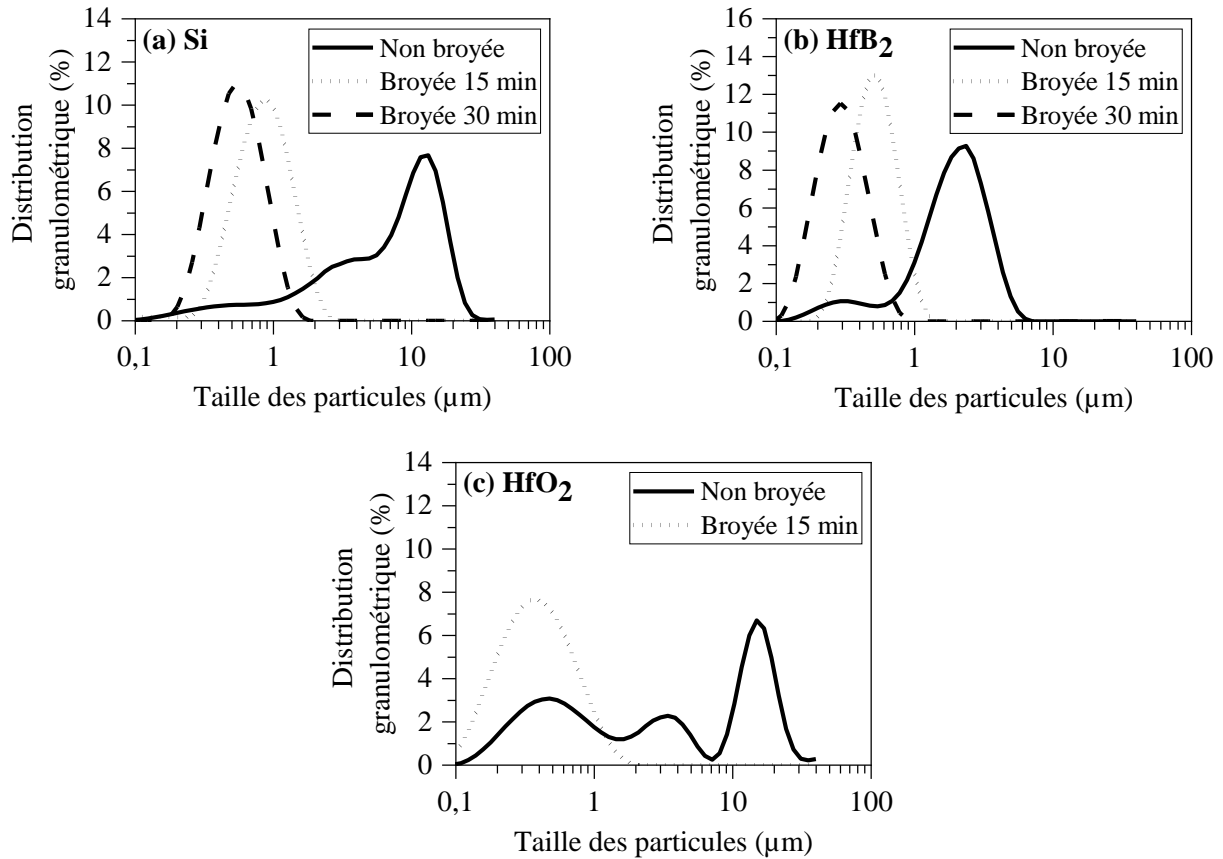 (a) Si
Non broyée
Broyée 15 min
Broyée 30 min
Distribution
granulométrique (%)
14
12
10
8
6
4
2
0
0,1
1
10
100
Taille des particules (µm)
(b) HfB2
Non broyée
Broyée 15 min
Broyée 30 min
Distribution
granulométrique (%)
16
14
12
10
8
6
4
2
0
0,1
1
10
100
Taille des particules (µm)
(c) HfO2
Non broyée
Broyée 15 min
Distribution
granulométrique (%)
14
12
10
8
6
4
2
0
0,1
1
10
100
Taille des particules (µm)